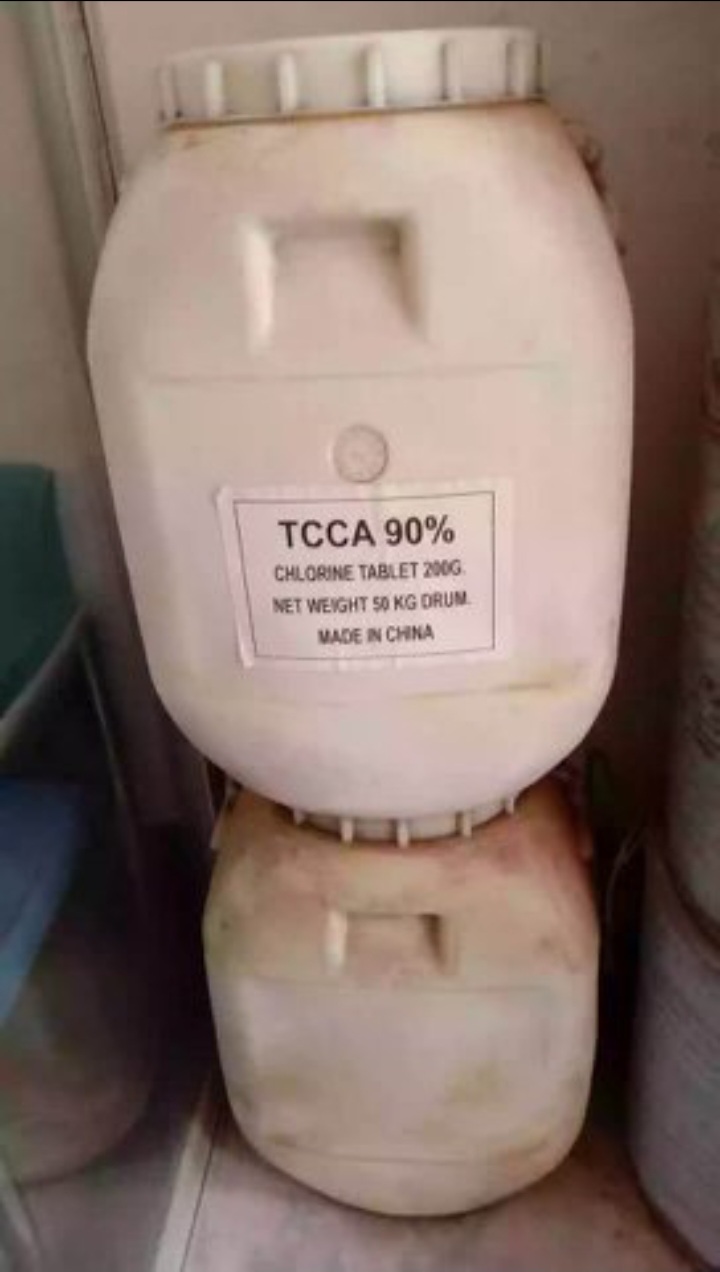 TCCA 90%
CHLORINE TABLET 200G.
NET WEIGHT 50 KG DRUM.
MADE IN CHINA